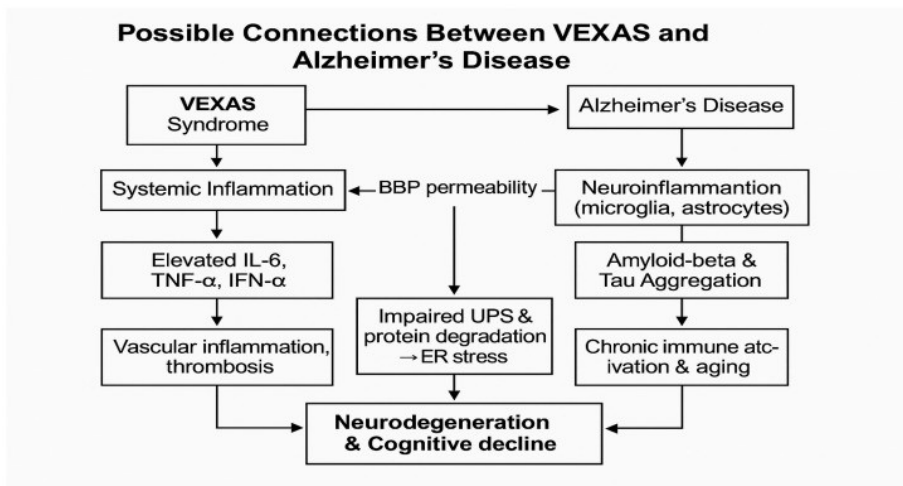 Possible Connections Between VEXAS and
Alzheimer's Disease
VEXAS
Syndrome
Alzheimer's Disease
Systemic Inflammation
BBP permeability
Neuroinflammantion
(microglia, astrocytes)
Elevated IL-6,
TNF-α, IFN-α
Amyloid-beta &
Tau Aggregation
Impaired UPS &
protein degradation
→ER stress
Vascular inflammation,
thrombosis
Chronic immune atc-
ivation & aging
Neurodegeneration
& Cognitive decline